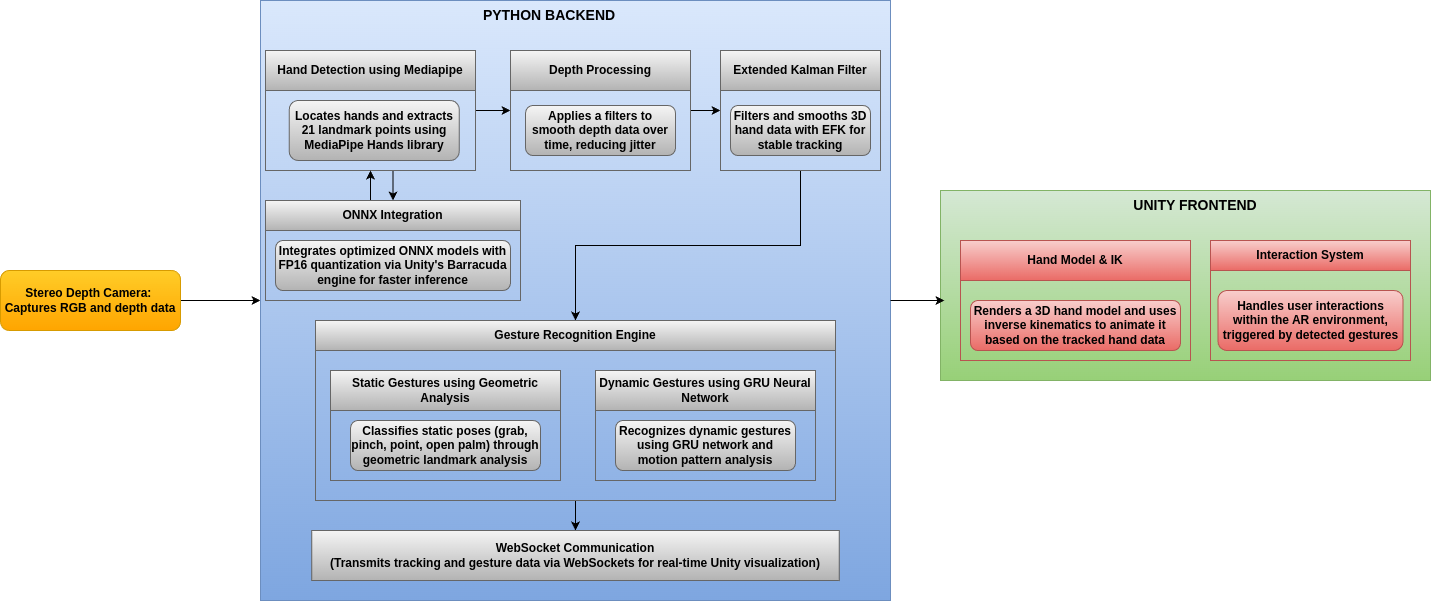 PYTHON BACKEND
Hand Detection using Mediapipe
Locates hands and extracts
21 landmark points using
MediaPipe Hands library
Depth Processing
Applies a filters to
smooth depth data over
time, reducing jitter
Extended Kalman Filter
Filters and smooths 3D
hand data with EFK for
stable tracking
ONNX Integration
Integrates optimized ONNX models with
FP16 quantization via Unity's Barracuda
engine for faster inference
Stereo Depth Camera:
Captures RGB and depth data
Gesture Recognition Engine
Static Gestures using Geometric
Analysis
Classifies static poses (grab,
pinch, point, open palm) through
geometric landmark analysis
Dynamic Gestures using GRU Neural
Network
Recognizes dynamic gestures
using GRU network and
motion pattern analysis
WebSocket Communication
(Transmits tracking and gesture data via WebSockets for real-time Unity visualization)
UNITY FRONTEND
Hand Model & IK
Renders a 3D hand model and uses
inverse kinematics to animate it
based on the tracked hand data
Interaction System
Handles user interactions
within the AR environment,
triggered by detected gestures